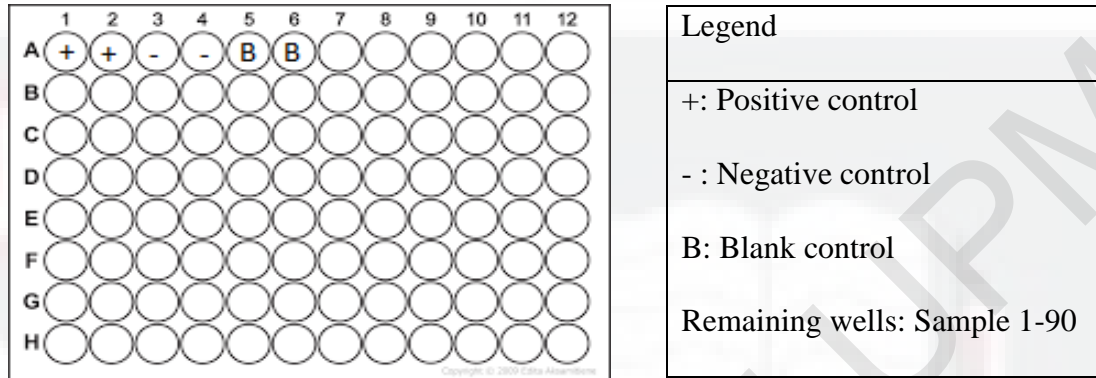 1 2 3 4 5 6 7 8 9 10 11 12
A + + - - B B
B
C
D
E
F
G
H
Copyright © 2009 Edita Aksamitiene
Legend
+: Positive control
- : Negative control
B: Blank control
Remaining wells: Sample 1-90
UPM